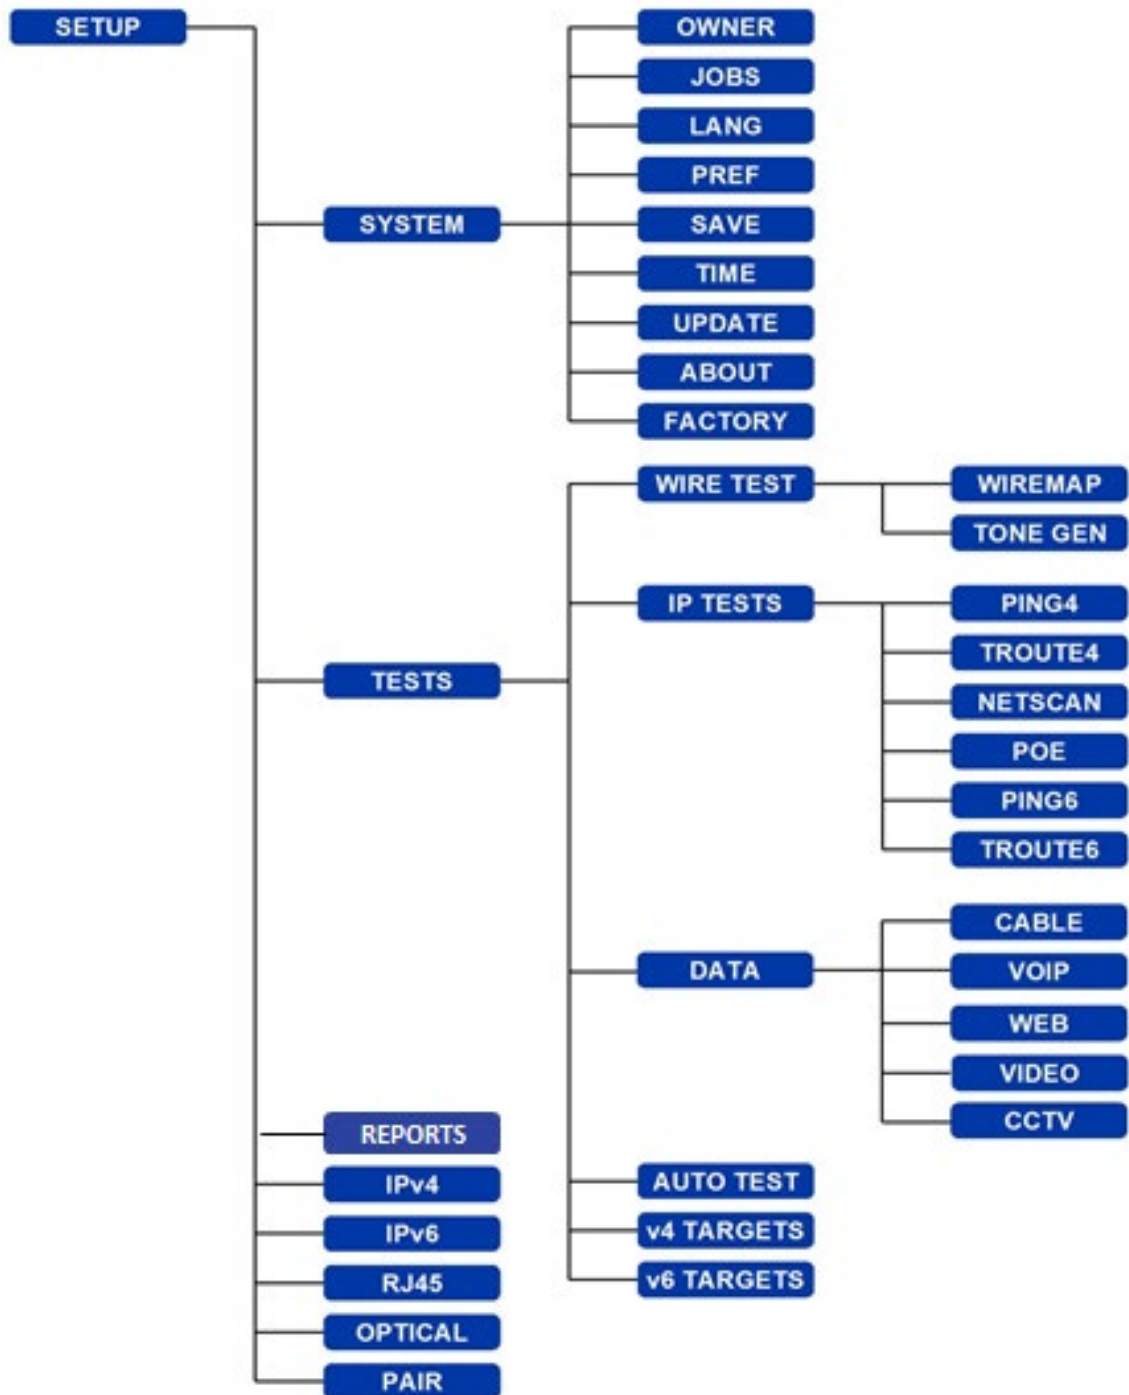 SETUP
SYSTEM
OWNER
JOBS
LANG
PREF
SAVE
TIME
UPDATE
ABOUT
FACTORY
TESTS
WIRE TEST
WIREMAP
TONE GEN
IP TESTS
PING4
TROUTE4
NETSCAN
POE
PING6
TROUTE6
DATA
CABLE
VOIP
WEB
VIDEO
CCTV
AUTO TEST
v4 TARGETS
v6 TARGETS
REPORTS
IPv4
IPv6
RJ45
OPTICAL
PAIR